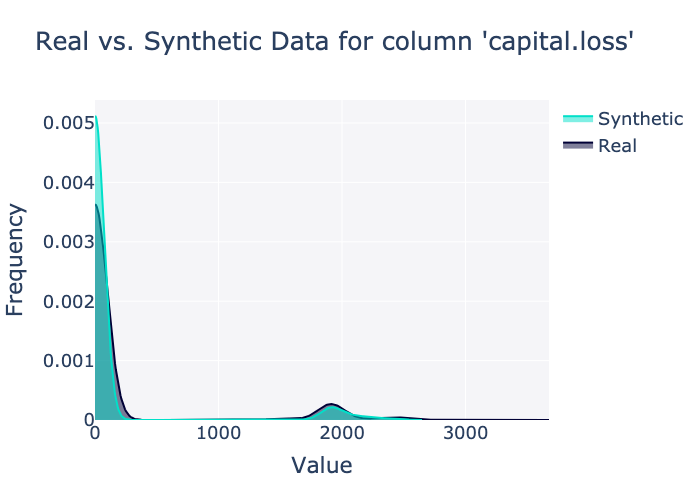 Real vs. Synthetic Data for column 'capital.loss'
Synthetic
Real
0.005
0.004
0.003
0.002
0.001
0
Frequency
0
1000
2000
3000
Value